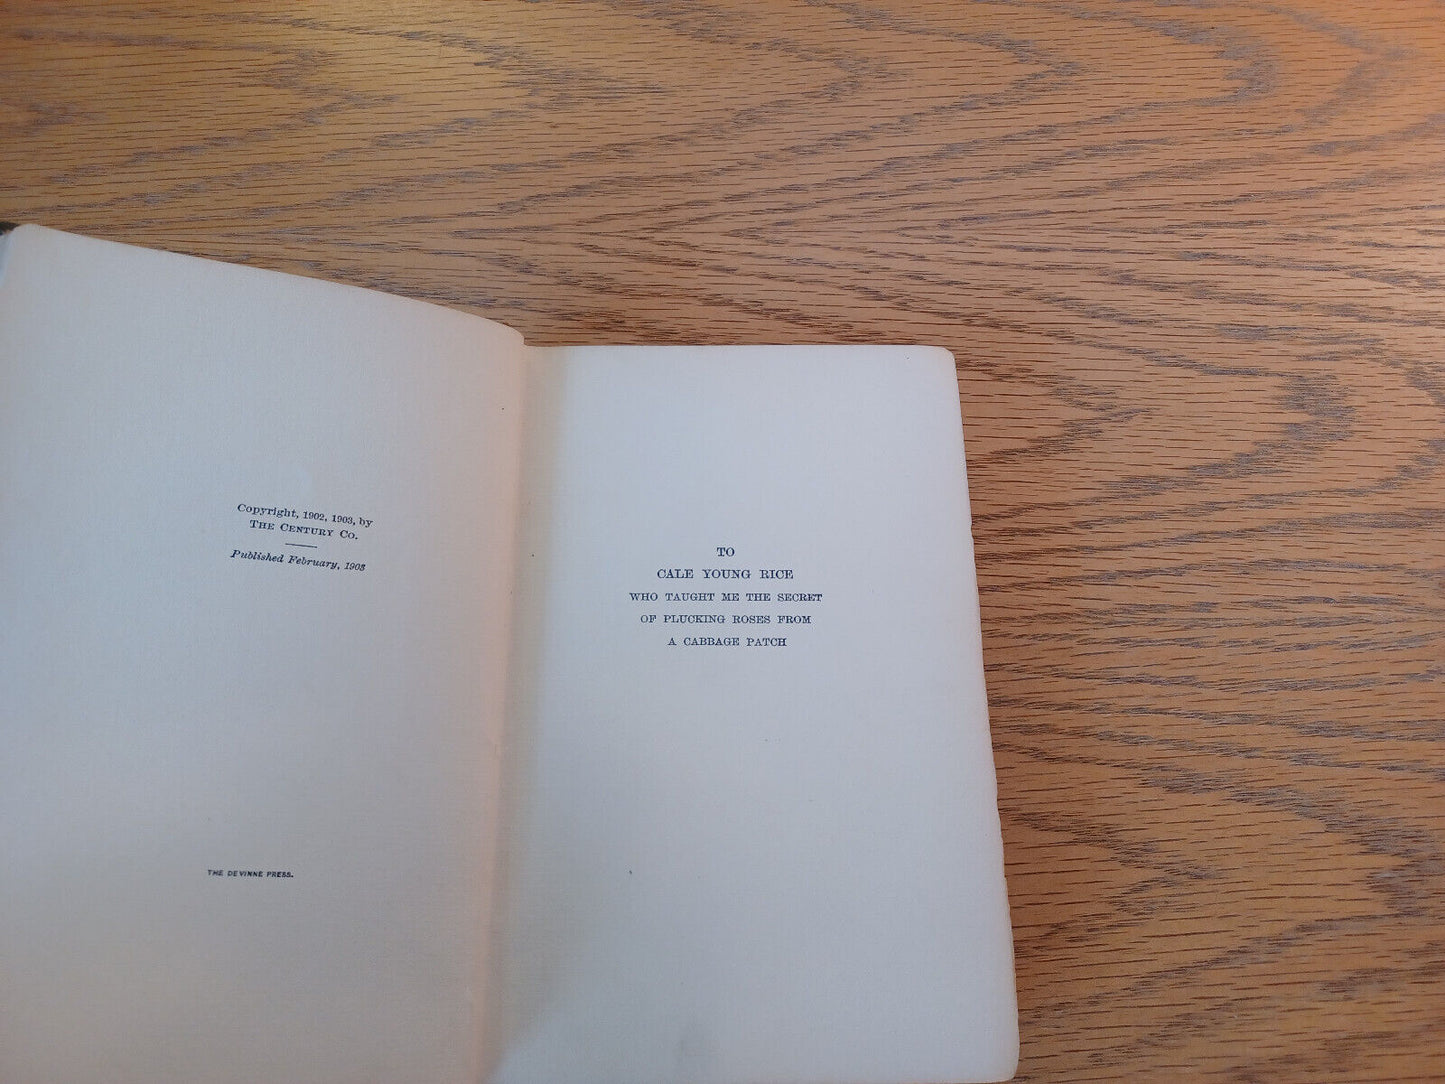 Copyright, 1902, 1903, by
THE CENTURY CO.
Published February, 1903
THE DEVINNE PRESS.
TO
CALE YOUNG RICE
WHO TAUGHT ME THE SECRET
OF PLUCKING ROSES FROM
A CABBAGE PATCH